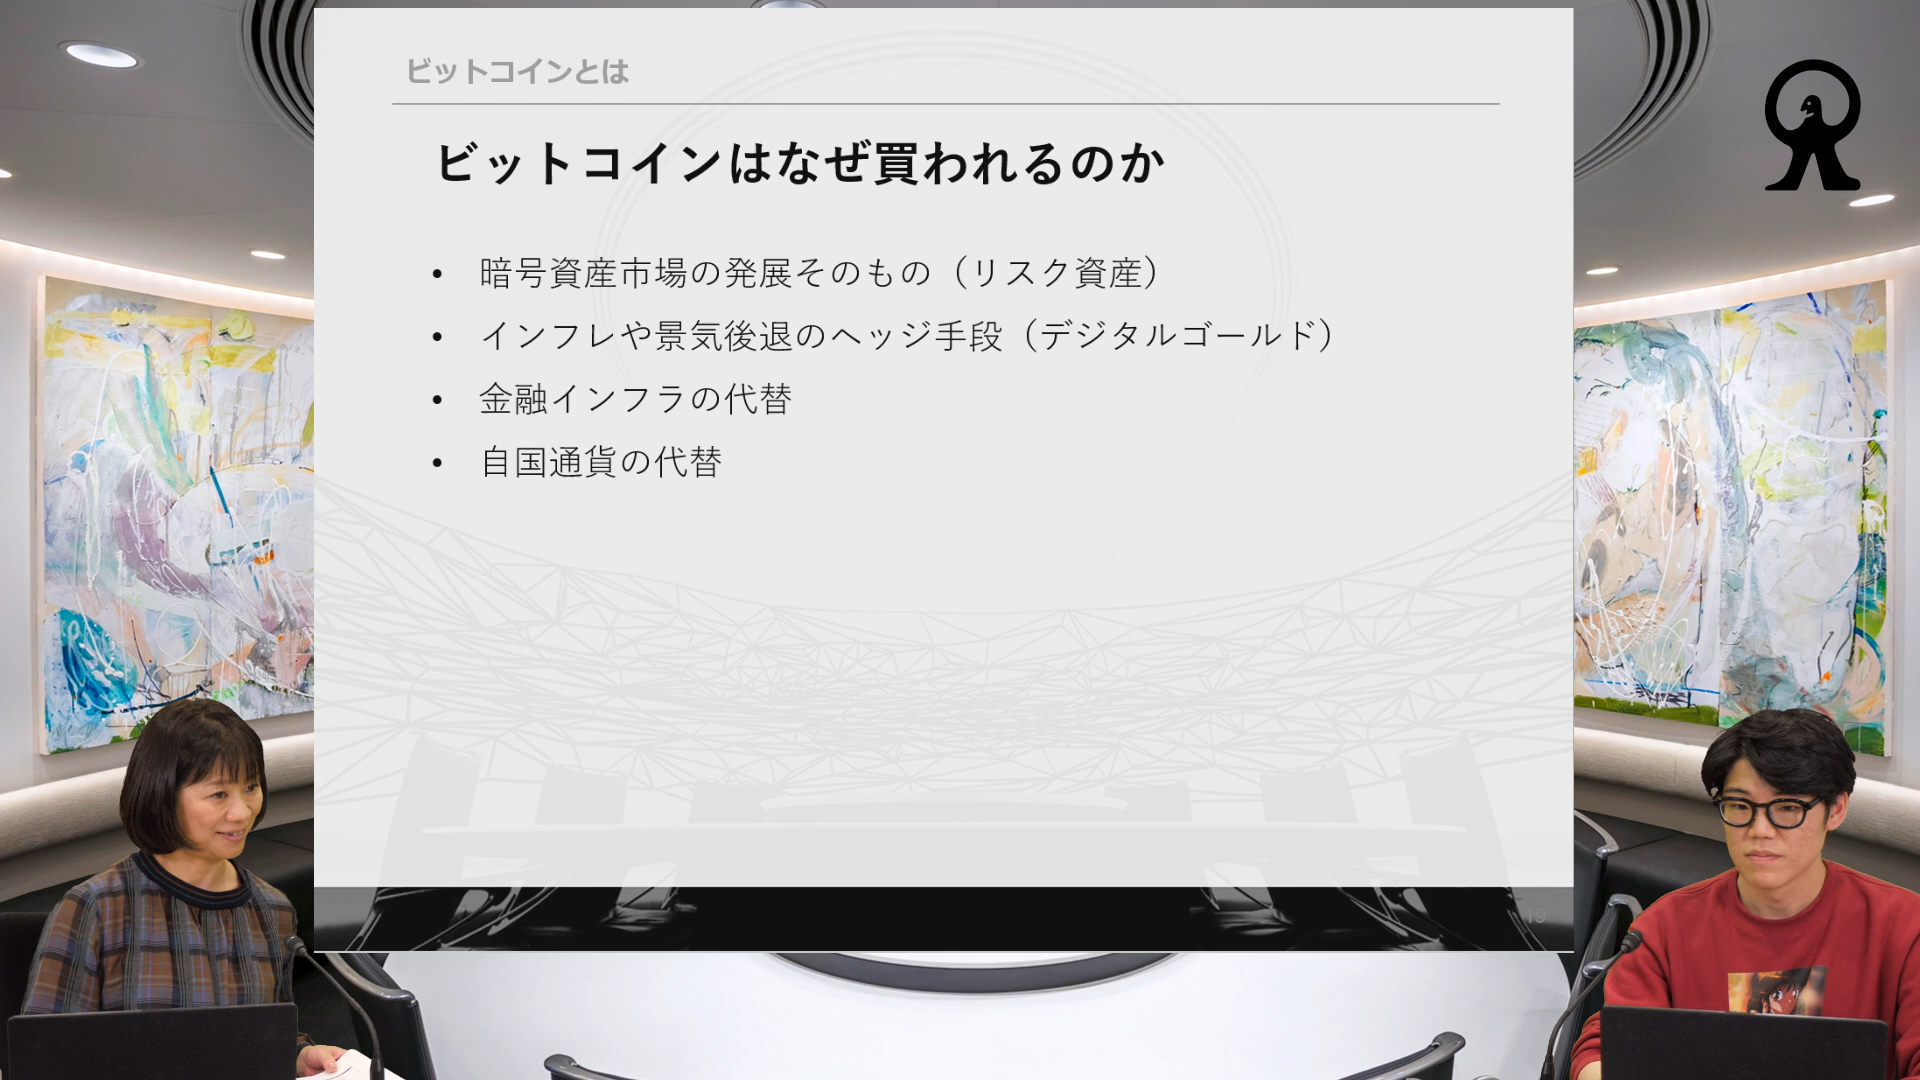 ビットコインとは
ビットコインはなぜ買われるのか
• 暗号資産市場の発展そのもの（リスク資産）
• インフレや景気後退のヘッジ手段（デジタルゴールド）
• 金融インフラの代替
• 自国通貨の代替
19